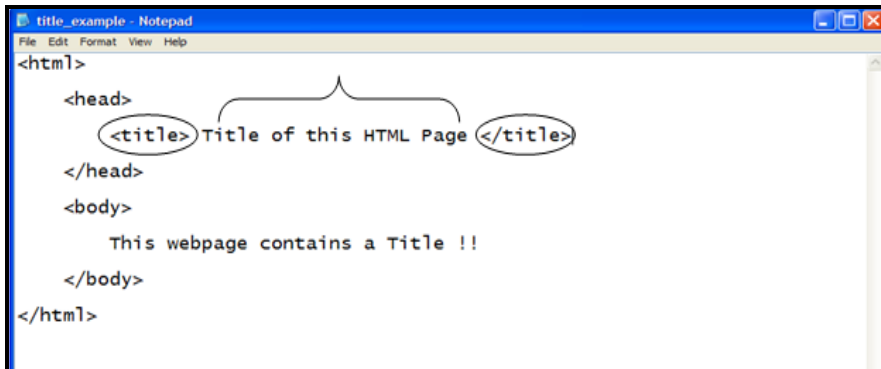 title_example - Notepad
File Edit Format View Help
<html>
<head>
<title> Title of this HTML Page </title>
</head>
<body>
This webpage contains a Title !!
</body>
</html>